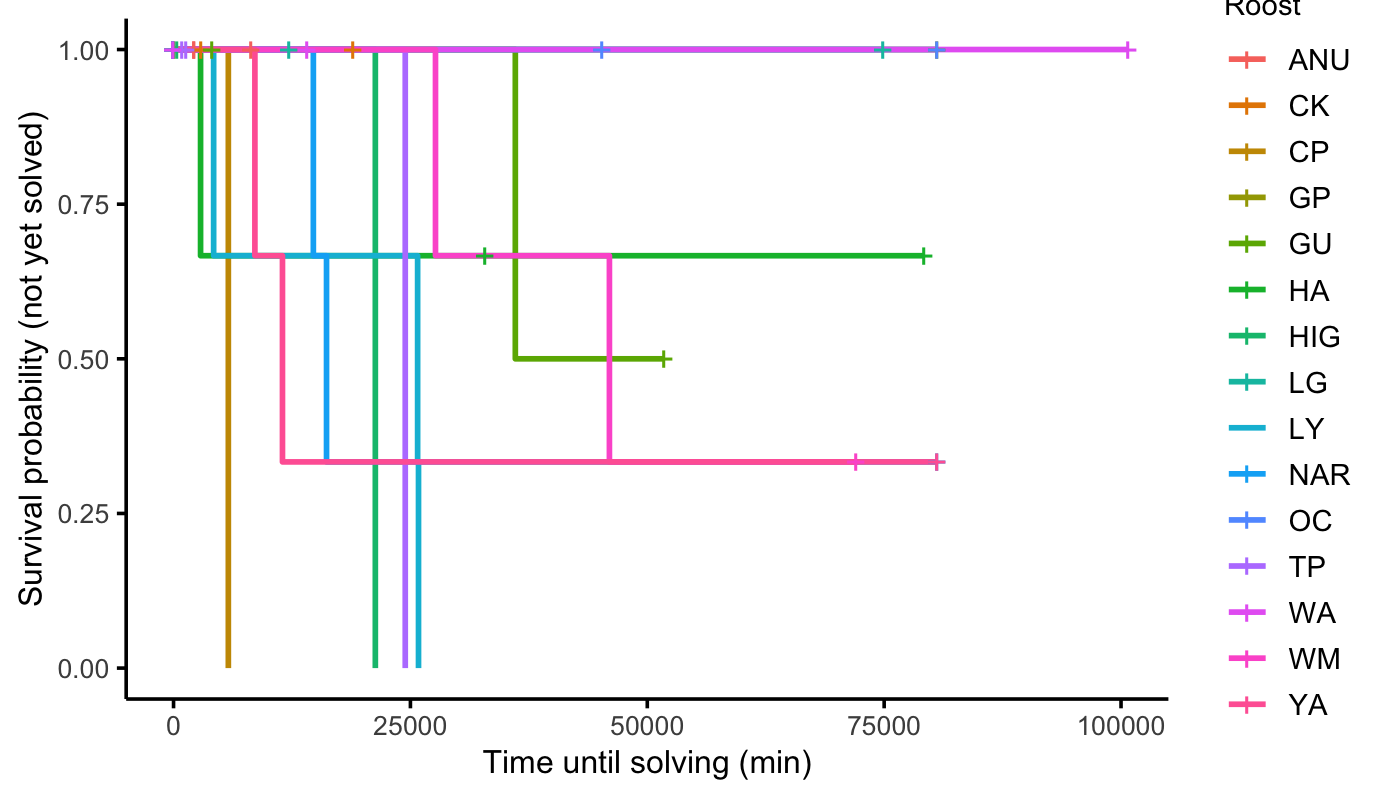 Roost
ANU
CK
CP
GP
GU
HA
HIG
LG
LY
NAR
OC
TP
WA
WM
YA
Survival probability (not yet solved)
1.00
0.75
0.50
0.25
0.00
0 25000 50000 75000 100000
Time until solving (min)